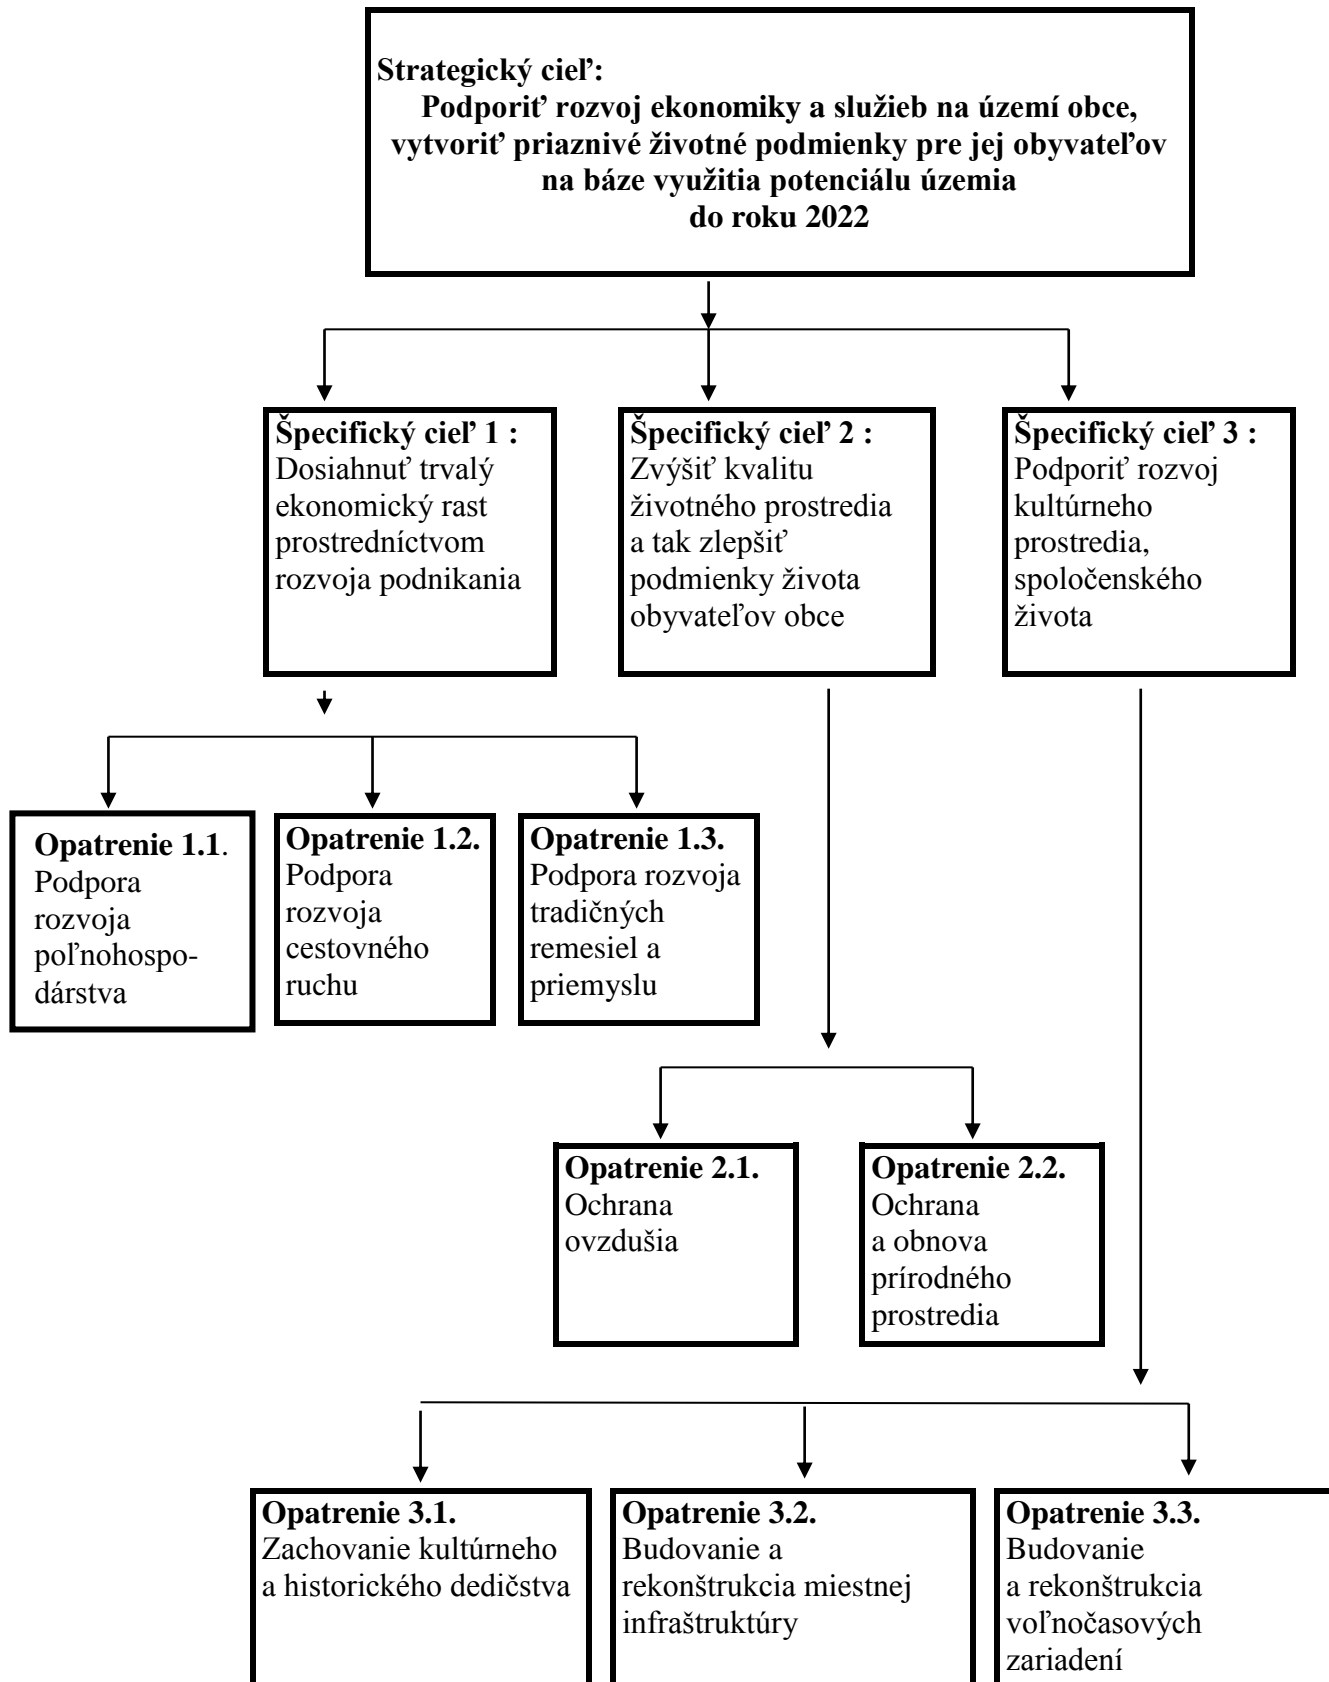 Strategický cieľ:
Podporiť rozvoj ekonomiky a služieb na území obce,
vytvoriť priaznivé životné podmienky pre jej obyvateľov
na báze využitia potenciálu územia
do roku 2022
Špecifický cieľ 1 :
Dosiahnuť trvalý
ekonomický rast
prostredníctvom
rozvoja podnikania
Špecifický cieľ 2 :
Zvýšiť kvalitu
životného prostredia
a tak zlepšiť
podmienky života
obyvateľov obce
Špecifický cieľ 3 :
Podporiť rozvoj
kultúrneho
prostredia,
spoločenského
života
Opatrenie 1.1.
Podpora
rozvoja
poľnohospo-
dárstva
Opatrenie 1.2.
Podpora
rozvoja
cestovného
ruchu
Opatrenie 1.3.
Podpora rozvoja
tradičných
remesiel a
priemyslu
Opatrenie 2.1.
Ochrana
ovzdušia
Opatrenie 2.2.
Ochrana
a obnova
prírodného
prostredia
Opatrenie 3.1.
Zachovanie kultúrneho
a historického dedičstva
Opatrenie 3.2.
Budovanie a
rekonštrukcia miestnej
infraštruktúry
Opatrenie 3.3.
Budovanie
a rekonštrukcia
voľnočasových
zariadení